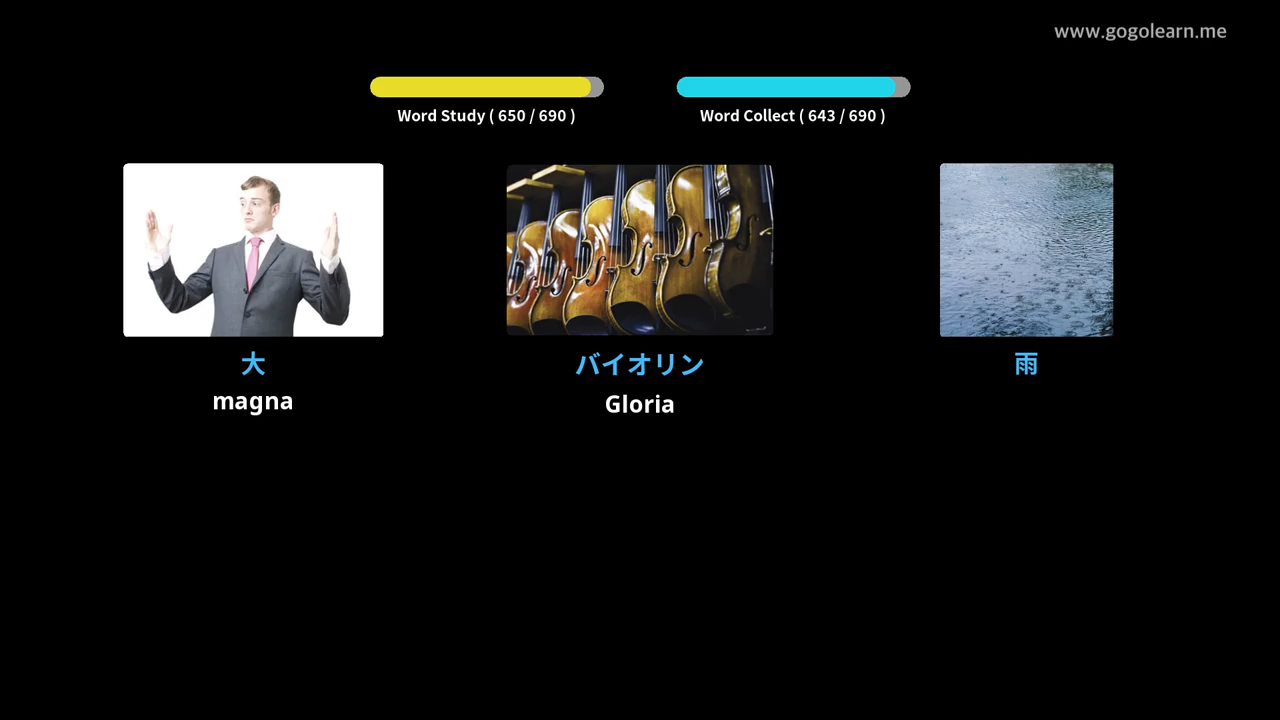 www.gogolearn.me
Word Study ( 650 / 690 )
Word Collect ( 643 / 690 )
大
バイオリン
雨
magna
Gloria